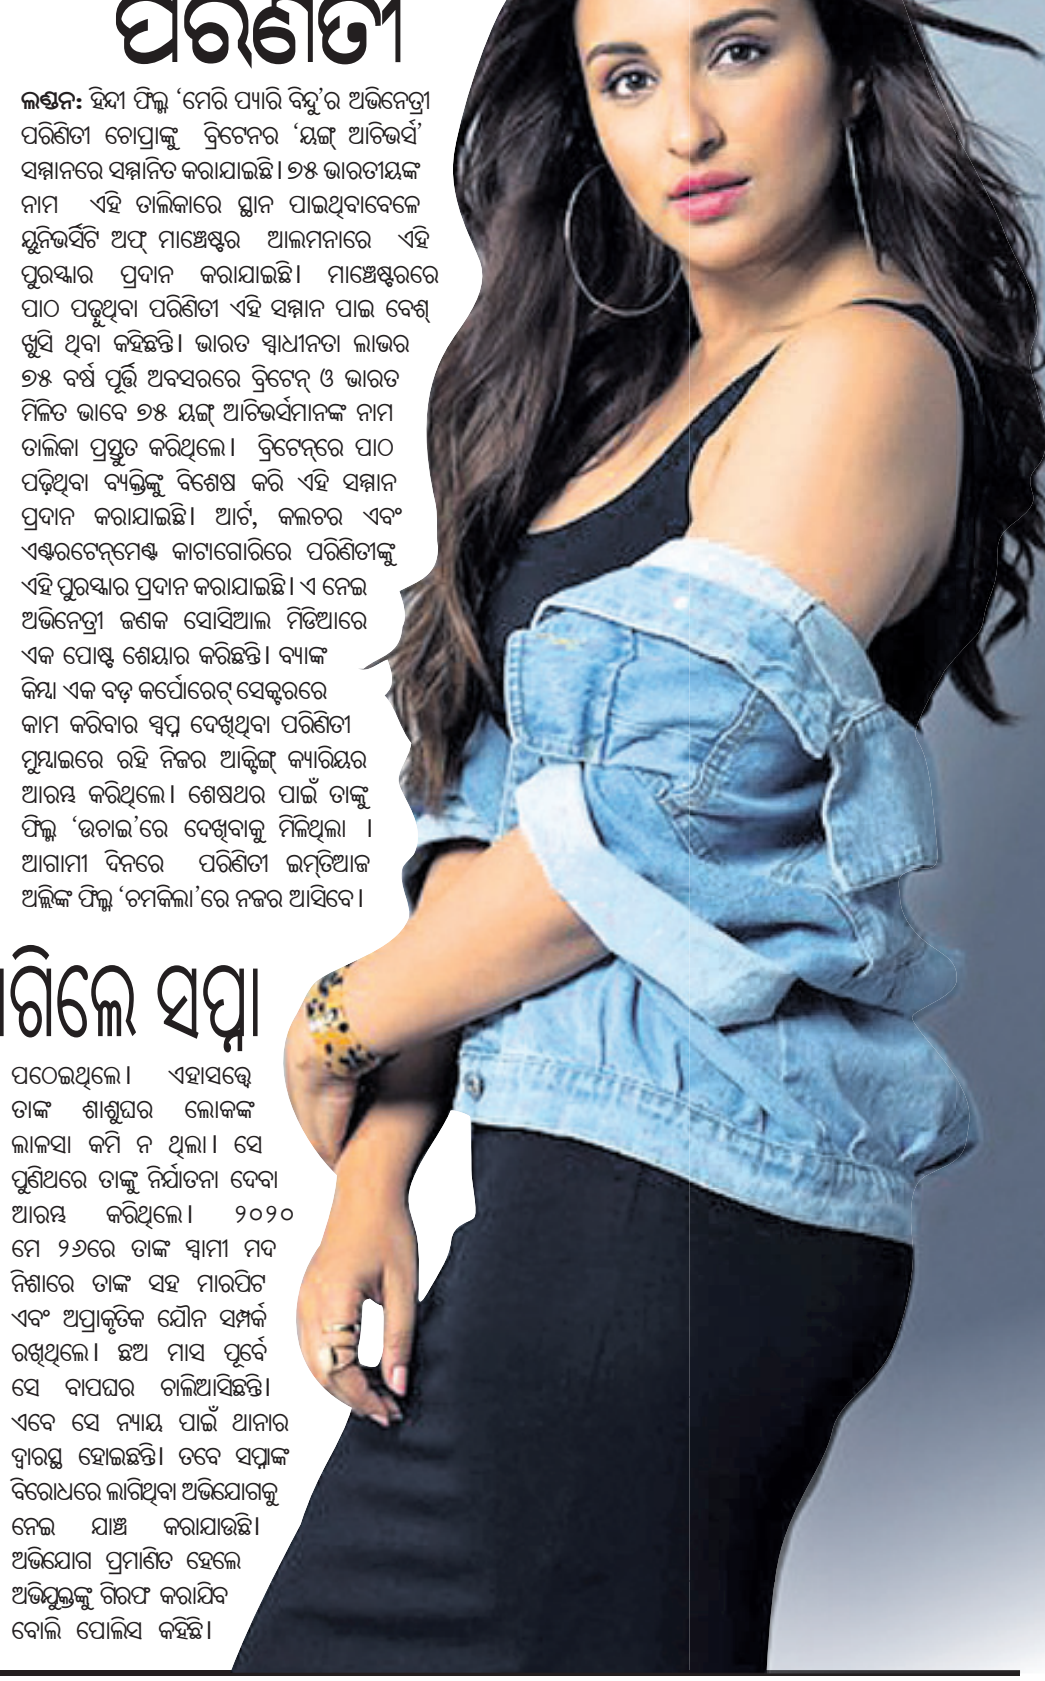 ପରିଣିତୀ
ଲଣ୍ଡନ: ହିନ୍ଦୀ ଫିଲ୍ମ ‘ମେରି ପ୍ୟାରି ବିନ୍ଦୁ’ର ଅଭିନେତ୍ରୀ
ପରିଣିତୀ ଚୋପ୍ରାଙ୍କୁ ବ୍ରିଟେନର ‘ୟଙ୍ଗ୍ ଆଚିଭର୍ସ’
ସମ୍ମାନରେ ସମ୍ମାନିତ କରାଯାଇଛି। ୭୫ ଭାରତୀୟଙ୍କ
ନାମ ଏହି ତାଲିକାରେ ସ୍ଥାନ ପାଇଥିବାବେଳେ
ୟୁନିଭର୍ସିଟି ଅଫ୍ ମାଞ୍ଚେଷ୍ଟର ଆଲମନାରେ ଏହି
ପୁରସ୍କାର ପ୍ରଦାନ କରାଯାଇଛି। ମାଞ୍ଚେଷ୍ଟରରେ
ପାଠ ପଢ଼ୁଥିବା ପରିଣିତୀ ଏହି ସମ୍ମାନ ପାଇ ବେଶ୍
ଖୁସି ଥିବା କହିଛନ୍ତି। ଭାରତ ସ୍ୱାଧୀନତା ଲାଭର
୭୫ ବର୍ଷ ପୂର୍ତ୍ତି ଅବସରରେ ବ୍ରିଟେନ୍ ଓ ଭାରତ
ମିଳିତ ଭାବେ ୭୫ ୟଙ୍ଗ୍ ଆଚିଭର୍ସମାନଙ୍କ ନାମ
ତାଲିକା ପ୍ରସ୍ତୁତ କରିଥିଲେ। ବ୍ରିଟେନ୍‌ରେ ପାଠ
ପଢ଼ିଥିବା ବ୍ୟକ୍ତିଙ୍କୁ ବିଶେଷ କରି ଏହି ସମ୍ମାନ
ପ୍ରଦାନ କରାଯାଇଛି। ଆର୍ଟ, କଲଚର ଏବଂ
ଏଣ୍ଟରଟେନ୍‌ମେଣ୍ଟ କାଟାଗୋରିରେ ପରିଣିତୀଙ୍କୁ
ଏହି ପୁରସ୍କାର ପ୍ରଦାନ କରାଯାଇଛି। ଏ ନେଇ
ଅଭିନେତ୍ରୀ ଜଣକ ସୋସିଆଲ ମିଡିଆରେ
ଏକ ପୋଷ୍ଟ ଶେୟାର କରିଛନ୍ତି। ବ୍ୟାଙ୍କ
କିମ୍ବା ଏକ ବଡ଼ କର୍ପୋରେଟ୍ ସେକ୍ଟରରେ
କାମ କରିବାର ସ୍ୱପ୍ନ ଦେଖିଥିବା ପରିଣିତୀ
ମୁମ୍ବାଇରେ ରହି ନିଜର ଆକ୍ଟିଙ୍ଗ୍ କ୍ୟାରିୟର
ଆରମ୍ଭ କରିଥିଲେ। ଶେଷଥର ପାଇଁ ତାଙ୍କୁ
ଫିଲ୍ମ ‘ଉଚାଇ’ରେ ଦେଖିବାକୁ ମିଳିଥିଲା ।
ଆଗାମୀ ଦିନରେ ପରିଣିତୀ ଇମ୍‌ତିଆଜ
ଅଲ୍ଲିଙ୍କ ଫିଲ୍ମ ‘ଚମକିଲା’ରେ ନଜର ଆସିବେ।
ଗିଲେ ସପ୍ନା
ପଠେଇଥିଲେ। ଏହାସତ୍ତ୍ୱେ
ତାଙ୍କ ଶାଶୁଘର ଲୋକଙ୍କ
ଲାଳସା କମି ନ ଥିଲା। ସେ
ପୁଣିଥରେ ତାଙ୍କୁ ନିର୍ଯାତନା ଦେବା
ଆରମ୍ଭ କରିଥିଲେ। ୨୦୨୦
ମେ ୨୬ରେ ତାଙ୍କ ସ୍ୱାମୀ ମଦ
ନିଶାରେ ତାଙ୍କ ସହ ମାରପିଟ
ଏବଂ ଅପ୍ରାକୃତିକ ଯୌନ ସମ୍ପର୍କ
ରଖିଥିଲେ। ଛଅ ମାସ ପୂର୍ବେ
ସେ ବାପଘର ଚାଲିଆସିଛନ୍ତି।
ଏବେ ସେ ନ୍ୟାୟ ପାଇଁ ଥାନାର
ଦ୍ୱାରସ୍ଥ ହୋଇଛନ୍ତି। ତବେ ସପ୍ନାଙ୍କ
ବିରୋଧରେ ଲାଗିଥିବା ଅଭିଯୋଗକୁ
ନେଇ ଯାଞ୍ଚ କରାଯାଉଛି।
ଅଭିଯୋଗ ପ୍ରମାଣିତ ହେଲେ
ଅଭିଯୁକ୍ତଙ୍କୁ ଗିରଫ କରାଯିବ
ବୋଲି ପୋଲିସ କହିଛି।